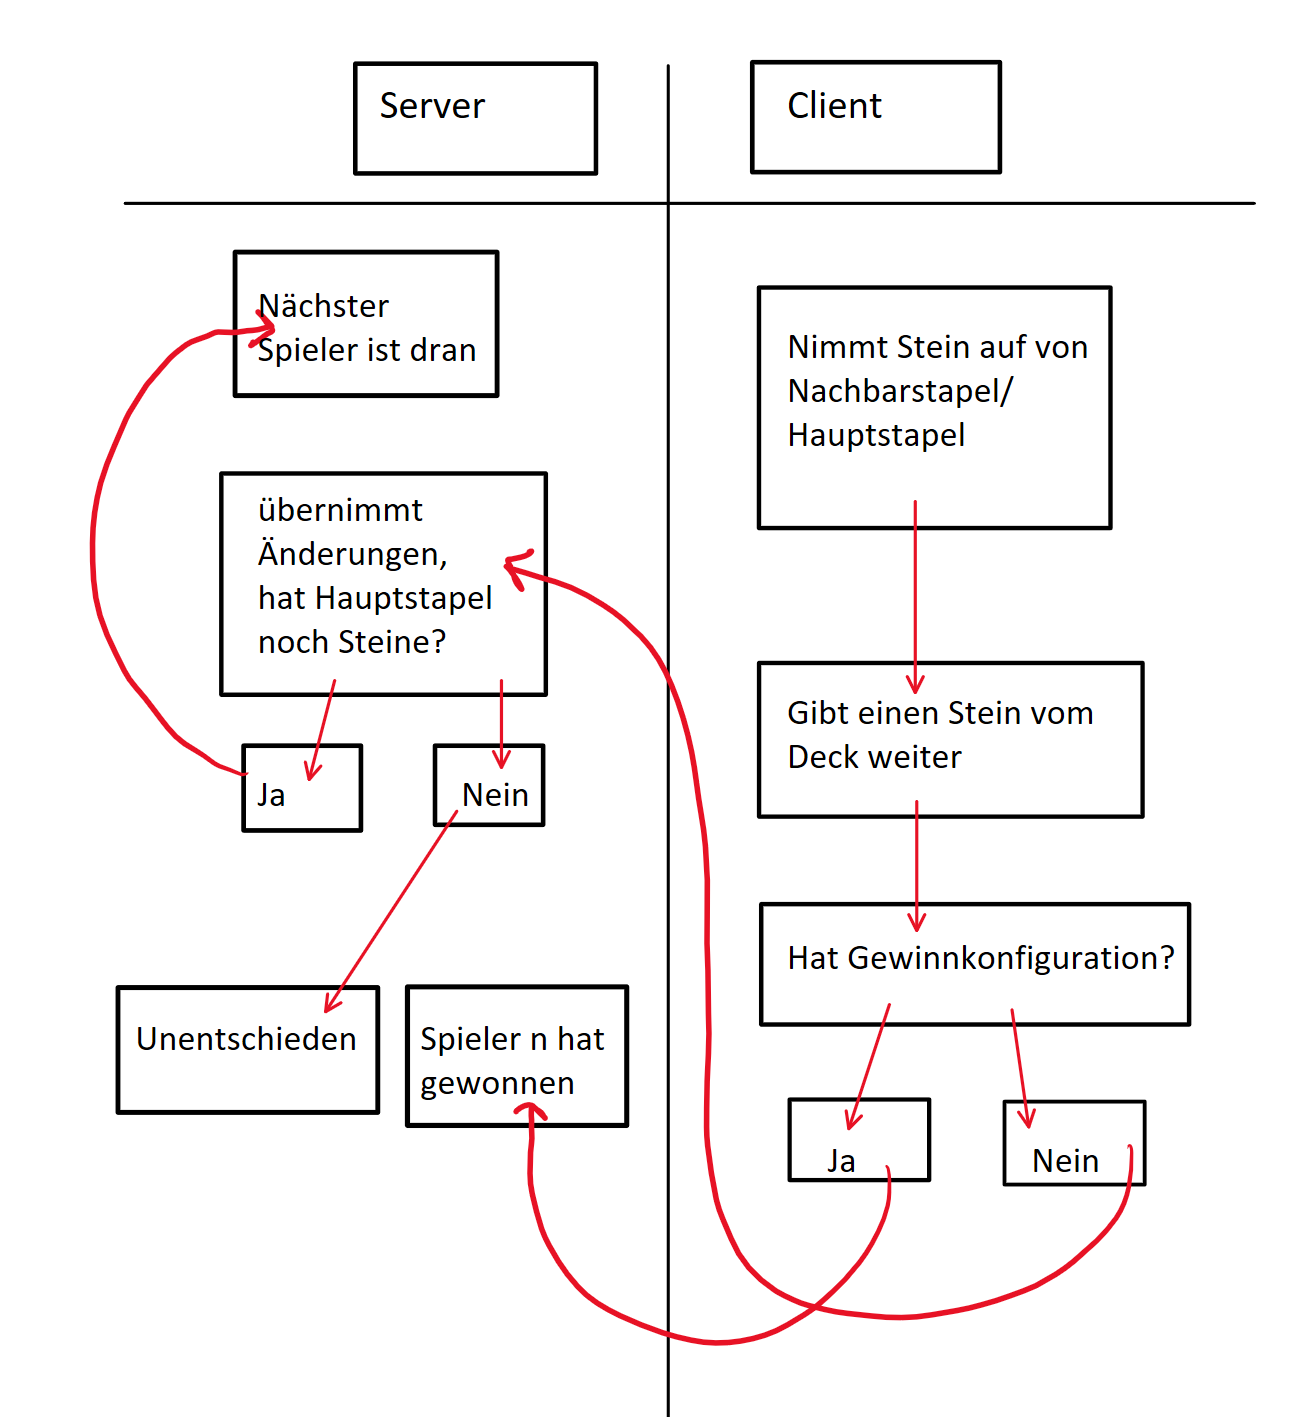 Server
Client
Nächster
Spieler ist dran
übernimmt
Änderungen,
hat Hauptstapel
noch Steine?
Ja
Nein
Unentschieden
Spieler n hat
gewonnen
Nimmt Stein auf von
Nachbarstapel/
Hauptstapel
Gibt einen Stein vom
Deck weiter
Hat Gewinnkonfiguration?
Ja
Nein